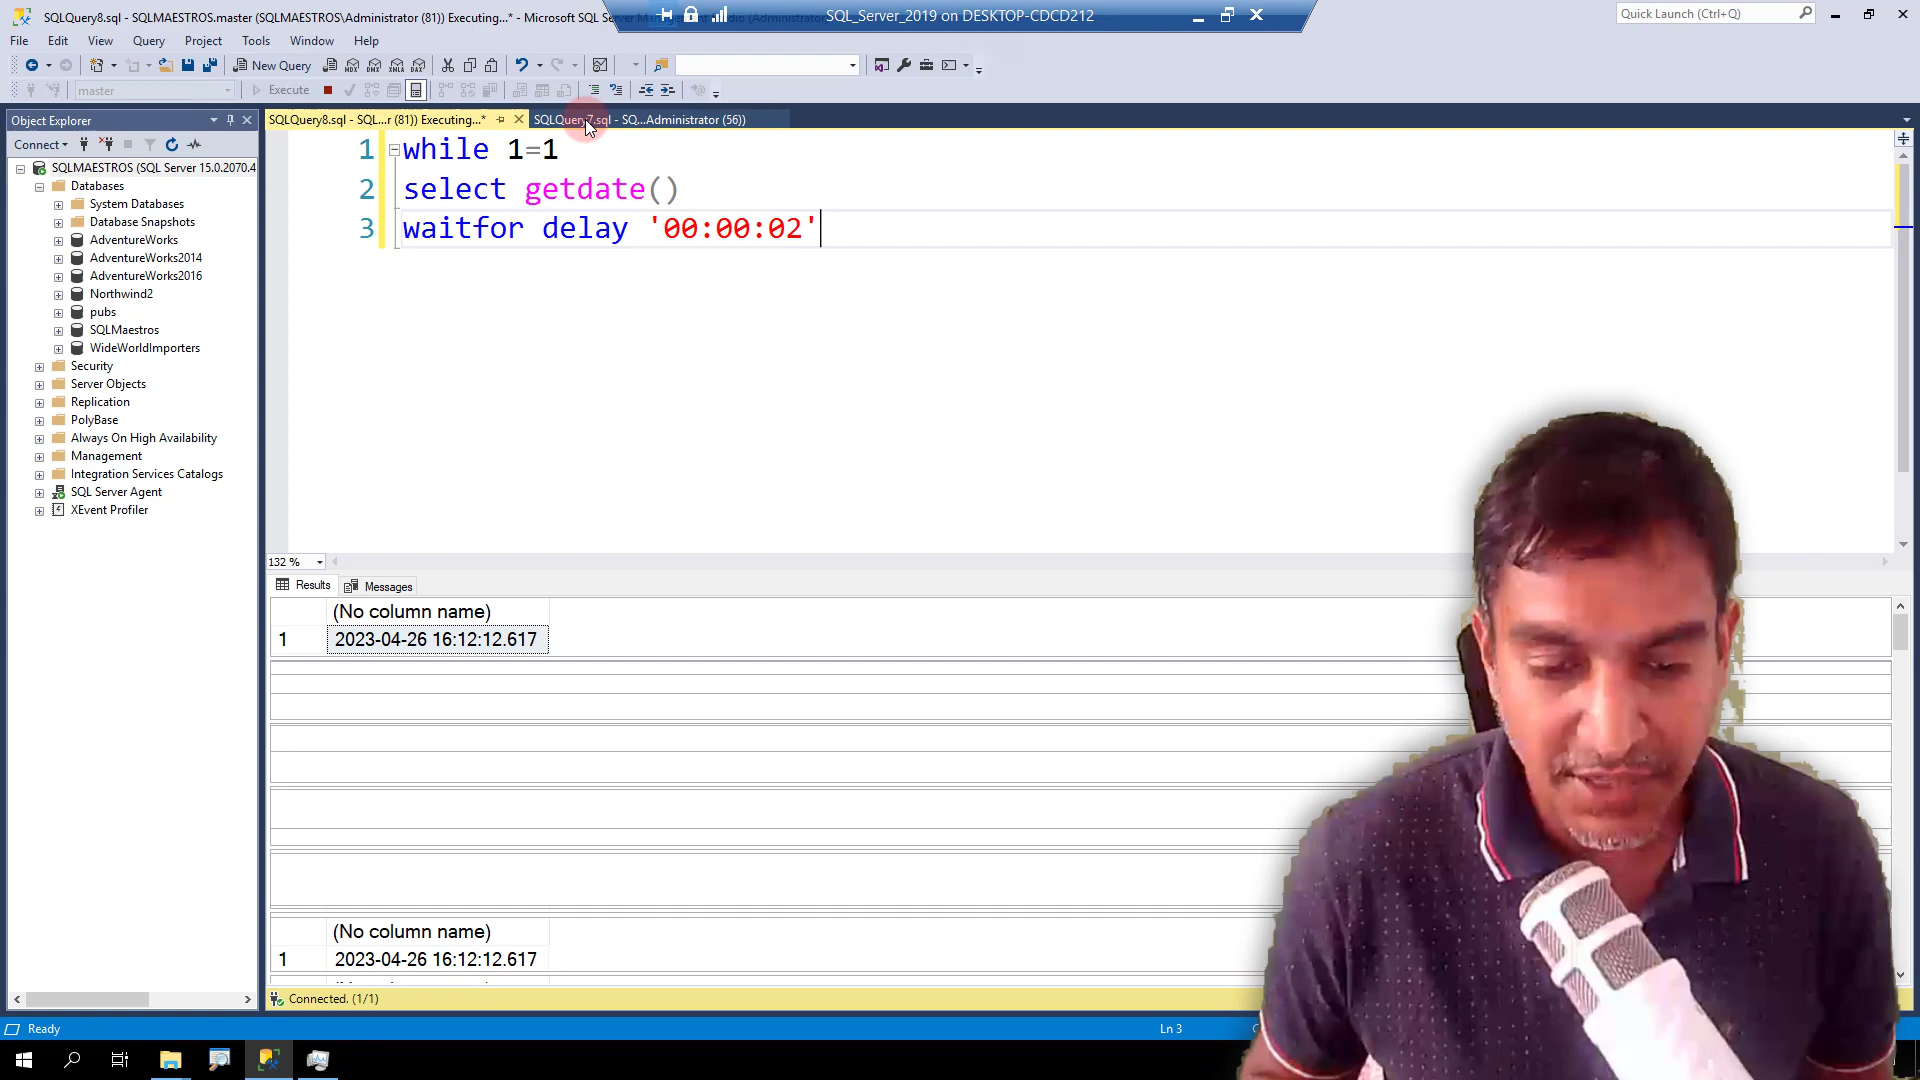 SQLQuery8.sql - SQLMAESTROS.master (SQLMAESTROS\Administrator (81)) Executing...* - Microsoft SQL Server Management Studio (Administrator)
SQL_Server_2019 on DESKTOP-CDCD212
Quick Launch (Ctrl+Q)
File Edit View Query Project Tools Window Help
New Query
MDX DMX XMLA DAX
master
Execute
Object Explorer
SQLQuery8.sql - SQL...r (81)) Executing...*
SQLQuery7.sql - SQ...Administrator (56))
Connect
SQLMAESTROS (SQL Server 15.0.2070.4
Databases
System Databases
Database Snapshots
AdventureWorks
AdventureWorks2014
AdventureWorks2016
Northwind2
pubs
SQLMaestros
WideWorldImporters
Security
Server Objects
Replication
PolyBase
Always On High Availability
Management
Integration Services Catalogs
SQL Server Agent
XEvent Profiler
1 while 1=1
2 select getdate()
3 waitfor delay '00:00:02'
132 %
Results Messages
(No column name)
1 2023-04-26 16:12:12.617
(No column name)
1 2023-04-26 16:12:12.617
Connected. (1/1)
Ready
Ln 3